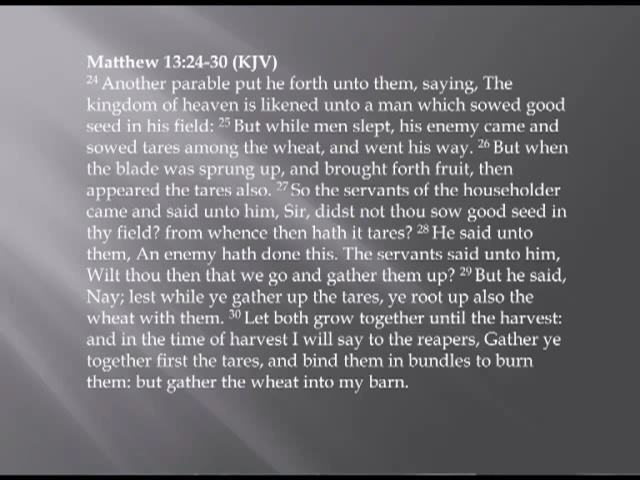 Matthew 13:24-30 (KJV)
24 Another parable put he forth unto them, saying, The
kingdom of heaven is likened unto a man which sowed good
seed in his field: 25 But while men slept, his enemy came and
sowed tares among the wheat, and went his way. 26 But when
the blade was sprung up, and brought forth fruit, then
appeared the tares also. 27 So the servants of the householder
came and said unto him, Sir, didst not thou sow good seed in
thy field? from whence then hath it tares? 28 He said unto
them, An enemy hath done this. The servants said unto him,
Wilt thou then that we go and gather them up? 29 But he said,
Nay; lest while ye gather up the tares, ye root up also the
wheat with them. 30 Let both grow together until the harvest:
and in the time of harvest I will say to the reapers, Gather ye
together first the tares, and bind them in bundles to burn
them: but gather the wheat into my barn.